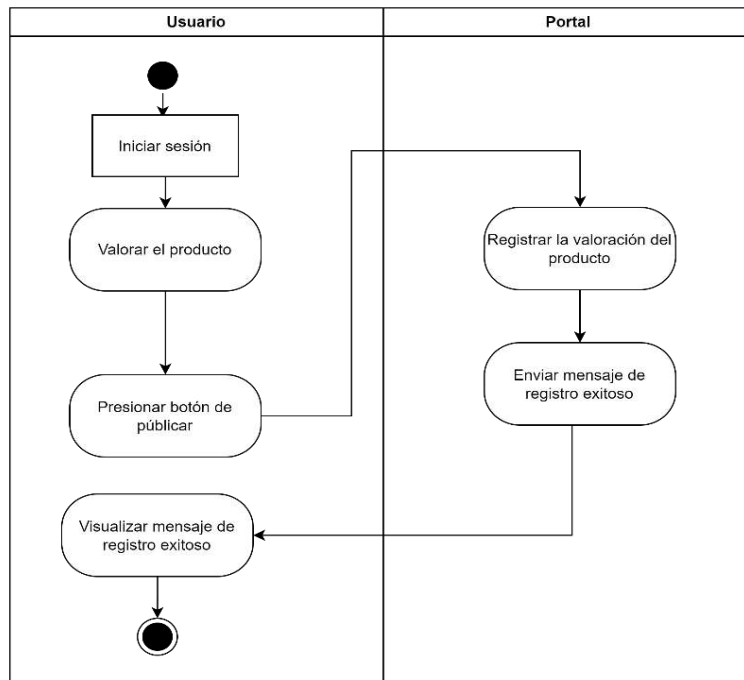 Usuario
Portal
Iniciar sesión
Valorar el producto
Presionar botón de
públicar
Registrar la valoración del
producto
Enviar mensaje de
registro exitoso
Visualizar mensaje de
registro exitoso